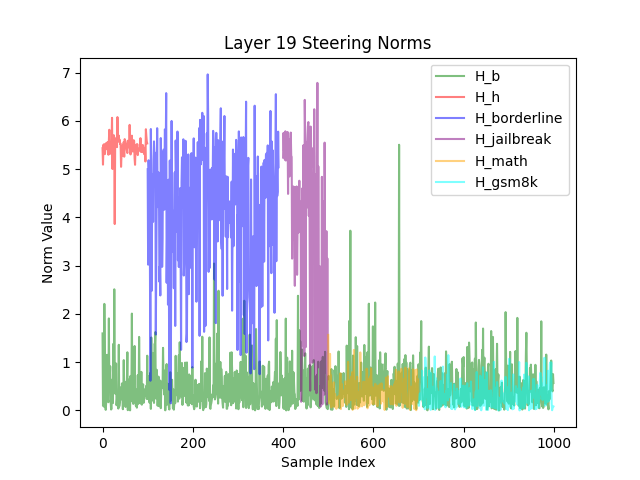 Layer 19 Steering Norms
Norm Value
7
6
5
4
3
2
1
0
H_b
H_h
H_borderline
H_jailbreak
H_math
H_gsm8k
0
200
400
600
800
1000
Sample Index